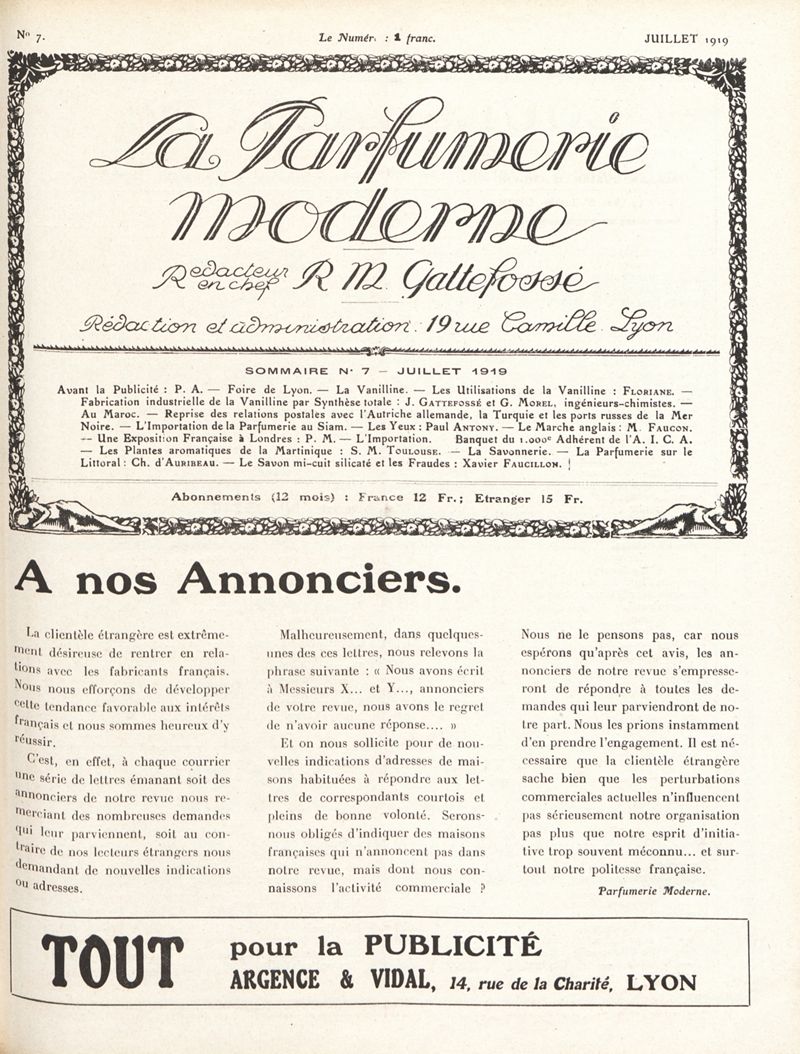 No 7.
Le Numér. : 1 franc.
JUILLET 1919
La Parfumerie
moderne
Rédacteur en chef R M. Gattefossé
Rédaction et administration. 19 rue Camille. Lyon
SOMMAIRE N· 7 — JUILLET 1919
Avant la Publicité : P. A. — Foire de Lyon. — La Vanilline. — Les Utilisations de la Vanilline : FLORIANE. —
Fabrication industrielle de la Vanilline par Synthèse totale : J. GATTEFOSSÉ et G. MOREL, ingénieurs-chimistes. —
Au Maroc. — Reprise des relations postales avec l'Autriche allemande, la Turquie et les ports russes de la Mer
Noire. — L'Importation de la Parfumerie au Siam. — Les Yeux : Paul ANTONY. — Le Marche anglais : M. FAUCON.
— Une Exposition Française à Londres : P. M. — L'Importation. Banquet du 1.000e Adhérent de l'A. I. C. A.
— Les Plantes aromatiques de la Martinique : S. M. TOULOUSE. — La Savonnerie. — La Parfumerie sur le
Littoral : Ch. d'AURIBEAU. — Le Savon mi-cuit silicaté et les Fraudes : Xavier FAUCILLON.
Abonnements (12 mois) : France 12 Fr.; Etranger 15 Fr.
A nos Annonciers.
La clientèle étrangère est extrême-
ment désireuse de rentrer en rela-
tions avec les fabricants français.
Nous nous efforçons de développer
cette tendance favorable aux intérêts
français et nous sommes heureux d'y
réussir.
C'est, en effet, à chaque courrier
une série de lettres émanant soit des
annonciers de notre revue nous re-
merciant des nombreuses demandes
qui leur parviennent, soit au con-
traire de nos lecteurs étrangers nous
demandant de nouvelles indications
ou adresses.
Malheureusement, dans quelques-
unes des ces lettres, nous relevons la
phrase suivante : « Nous avons écrit
à Messieurs X... et Y..., annonciers
de votre revue, nous avons le regret
de n'avoir aucune réponse.... »
Et on nous sollicite pour de nou-
velles indications d'adresses de mai-
sons habituées à répondre aux let-
tres de correspondants courtois et
pleins de bonne volonté. Serons-
nous obligés d'indiquer des maisons
françaises qui n'annoncent pas dans
notre revue, mais dont nous con-
naissons l'activité commerciale ?
Nous ne le pensons pas, car nous
espérons qu'après cet avis, les an-
nonciers de notre revue s'empresse-
ront de répondre à toutes les de-
mandes qui leur parviendront de no-
tre part. Nous les prions instamment
d'en prendre l'engagement. Il est né-
cessaire que la clientèle étrangère
sache bien que les perturbations
commerciales actuelles n'influencent
pas sérieusement notre organisation
pas plus que notre esprit d'initia-
tive trop souvent méconnu... et sur-
tout notre politesse française.
Parfumerie Moderne.
TOUT pour la PUBLICITÉ
ARGENCE & VIDAL, 14, rue de la Charité, LYON